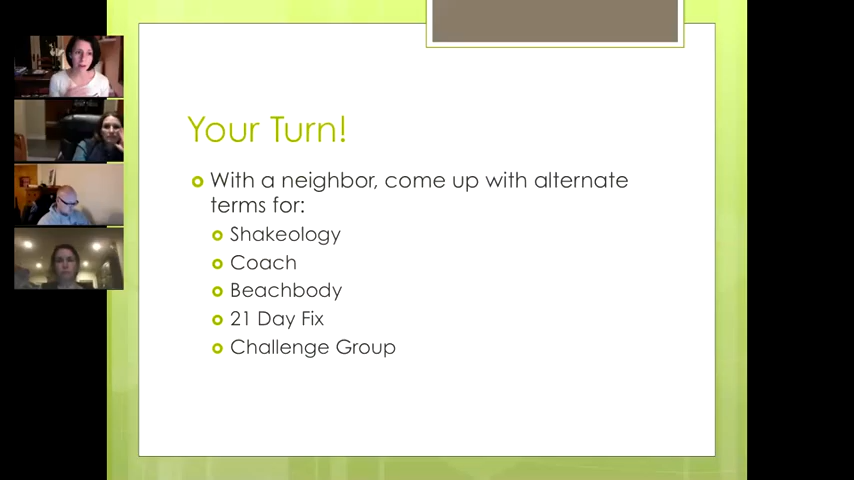 Your Turn!
With a neighbor, come up with alternate
terms for:
Shakeology
Coach
Beachbody
21 Day Fix
Challenge Group